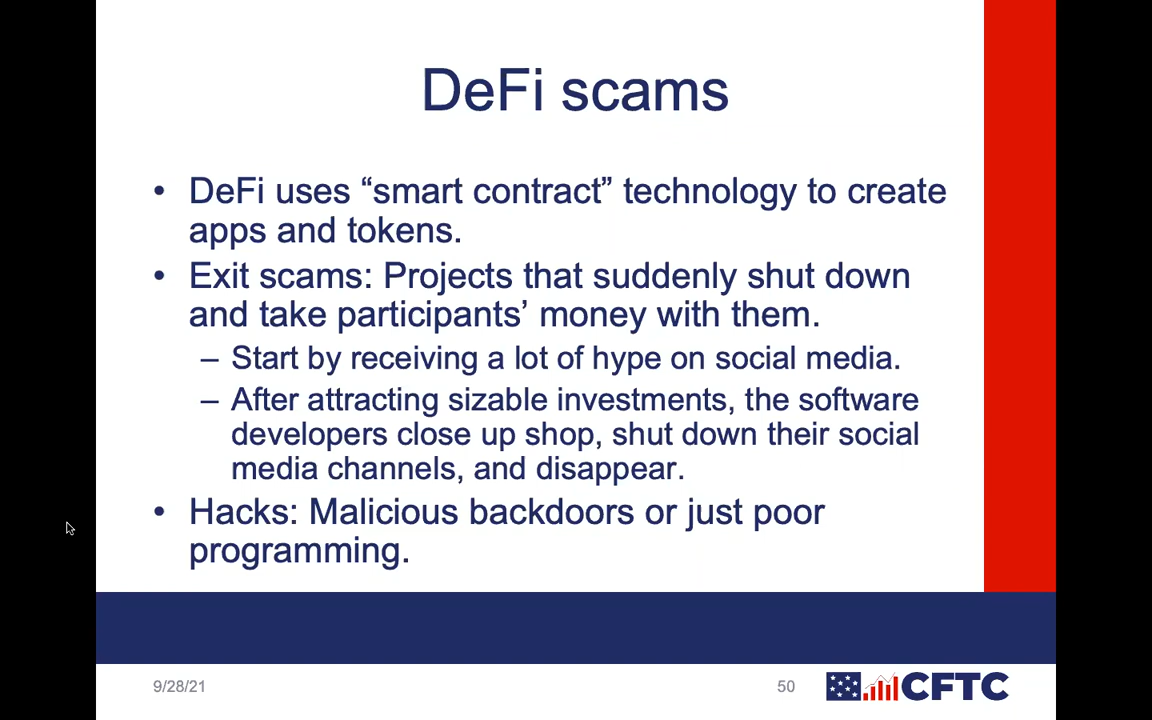 DeFi scams
• DeFi uses “smart contract” technology to create
apps and tokens.
• Exit scams: Projects that suddenly shut down
and take participants’ money with them.
– Start by receiving a lot of hype on social media.
– After attracting sizable investments, the software
developers close up shop, shut down their social
media channels, and disappear.
• Hacks: Malicious backdoors or just poor
programming.
9/28/21
50
CFTC